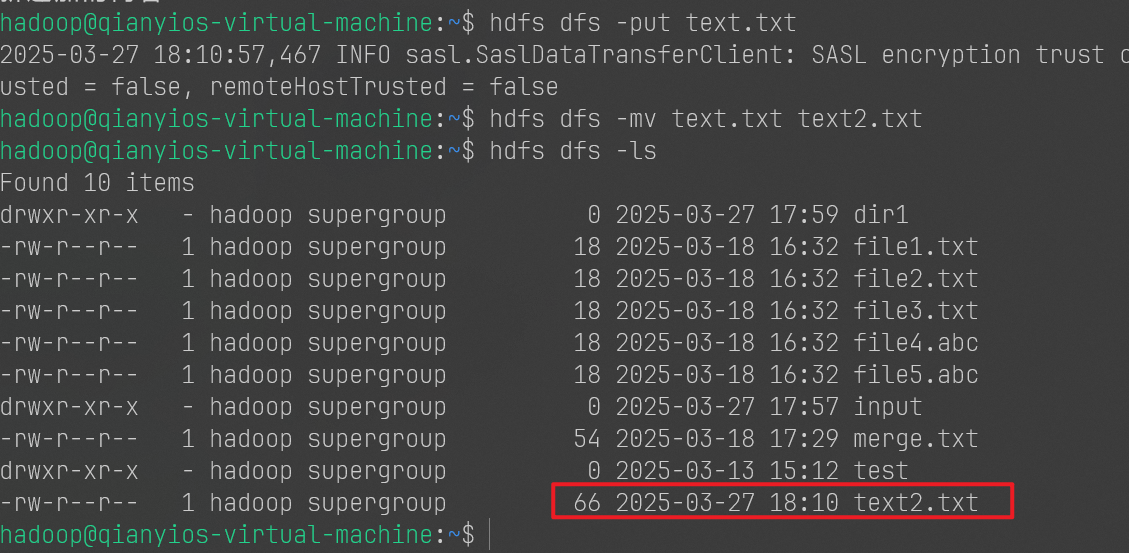 hadoop@qianyios-virtual-machine:~$ hdfs dfs -put text.txt
2025-03-27 18:10:57,467 INFO sasl.SaslDataTransferClient: SASL encryption trust
usted = false, remoteHostTrusted = false
hadoop@qianyios-virtual-machine:~$ hdfs dfs -mv text.txt text2.txt
hadoop@qianyios-virtual-machine:~$ hdfs dfs -ls
Found 10 items
drwxr-xr-x   - hadoop supergroup          0 2025-03-27 17:59 dir1
-rw-r--r--   1 hadoop supergroup         18 2025-03-18 16:32 file1.txt
-rw-r--r--   1 hadoop supergroup         18 2025-03-18 16:32 file2.txt
-rw-r--r--   1 hadoop supergroup         18 2025-03-18 16:32 file3.txt
-rw-r--r--   1 hadoop supergroup         18 2025-03-18 16:32 file4.abc
-rw-r--r--   1 hadoop supergroup         18 2025-03-18 16:32 file5.abc
drwxr-xr-x   - hadoop supergroup          0 2025-03-27 17:57 input
-rw-r--r--   1 hadoop supergroup         54 2025-03-18 17:29 merge.txt
drwxr-xr-x   - hadoop supergroup          0 2025-03-13 15:12 test
-rw-r--r--   1 hadoop supergroup         66 2025-03-27 18:10 text2.txt
hadoop@qianyios-virtual-machine:~$